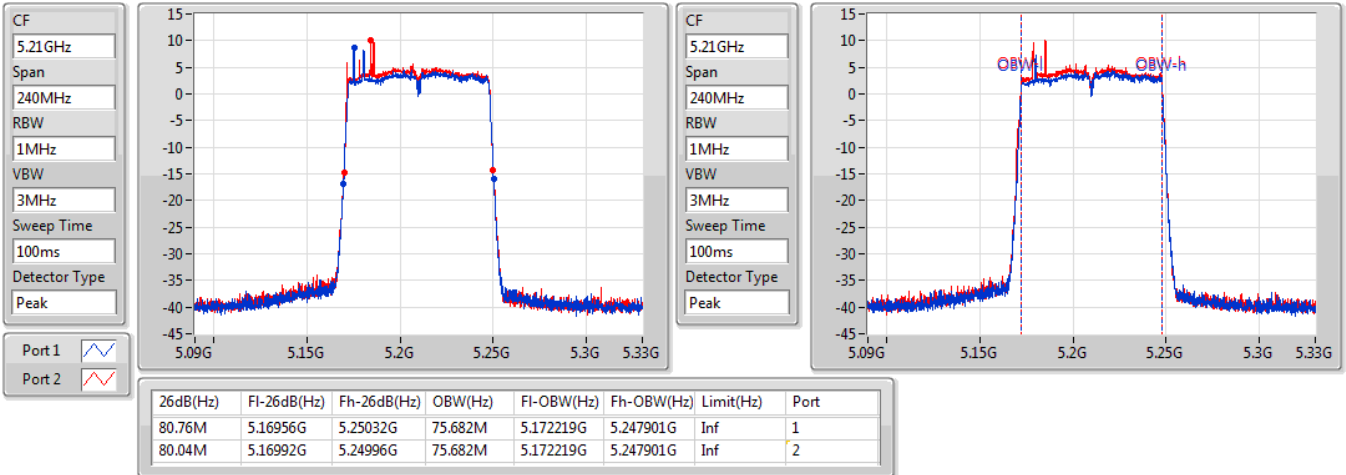 CF
5.21GHz
Span
240MHz
RBW
1MHz
VBW
3MHz
Sweep Time
100ms
Detector Type
Peak
Port 1
Port 2
15
10
5
0
-5
-10
-15
-20
-25
-30
-35
-40
-45
5.09G 5.15G 5.2G 5.25G 5.3G 5.33G
CF
5.21GHz
Span
240MHz
RBW
1MHz
VBW
3MHz
Sweep Time
100ms
Detector Type
Peak
15
10
5
0
-5
-10
-15
-20
-25
-30
-35
-40
-45
OBW-l OBW-h
5.09G 5.15G 5.2G 5.25G 5.3G 5.33G
26dB(Hz) Fl-26dB(Hz) Fh-26dB(Hz) OBW(Hz) Fl-OBW(Hz) Fh-OBW(Hz) Limit(Hz) Port
80.76M 5.16956G 5.25032G 75.682M 5.172219G 5.247901G Inf 1
80.04M 5.16992G 5.24996G 75.682M 5.172219G 5.247901G Inf 2